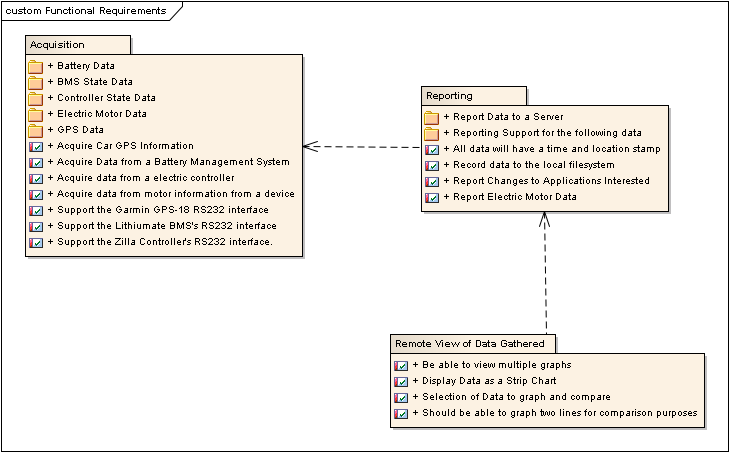 custom Functional Requirements
Acquisition
+ Battery Data
+ BMS State Data
+ Controller State Data
+ Electric Motor Data
+ GPS Data
+ Acquire Car GPS Information
+ Acquire Data from a Battery Management System
+ Acquire data from a electric controller
+ Acquire data from motor information from a device
+ Support the Garmin GPS-18 RS232 interface
+ Support the Lithiumate BMS's RS232 interface
+ Support the Zilla Controller's RS232 interface.
Reporting
+ Report Data to a Server
+ Reporting Support for the following data
+ All data will have a time and location stamp
+ Record data to the local filesystem
+ Report Changes to Applications Interested
+ Report Electric Motor Data
Remote View of Data Gathered
+ Be able to view multiple graphs
+ Display Data as a Strip Chart
+ Selection of Data to graph and compare
+ Should be able to graph two lines for comparison purposes